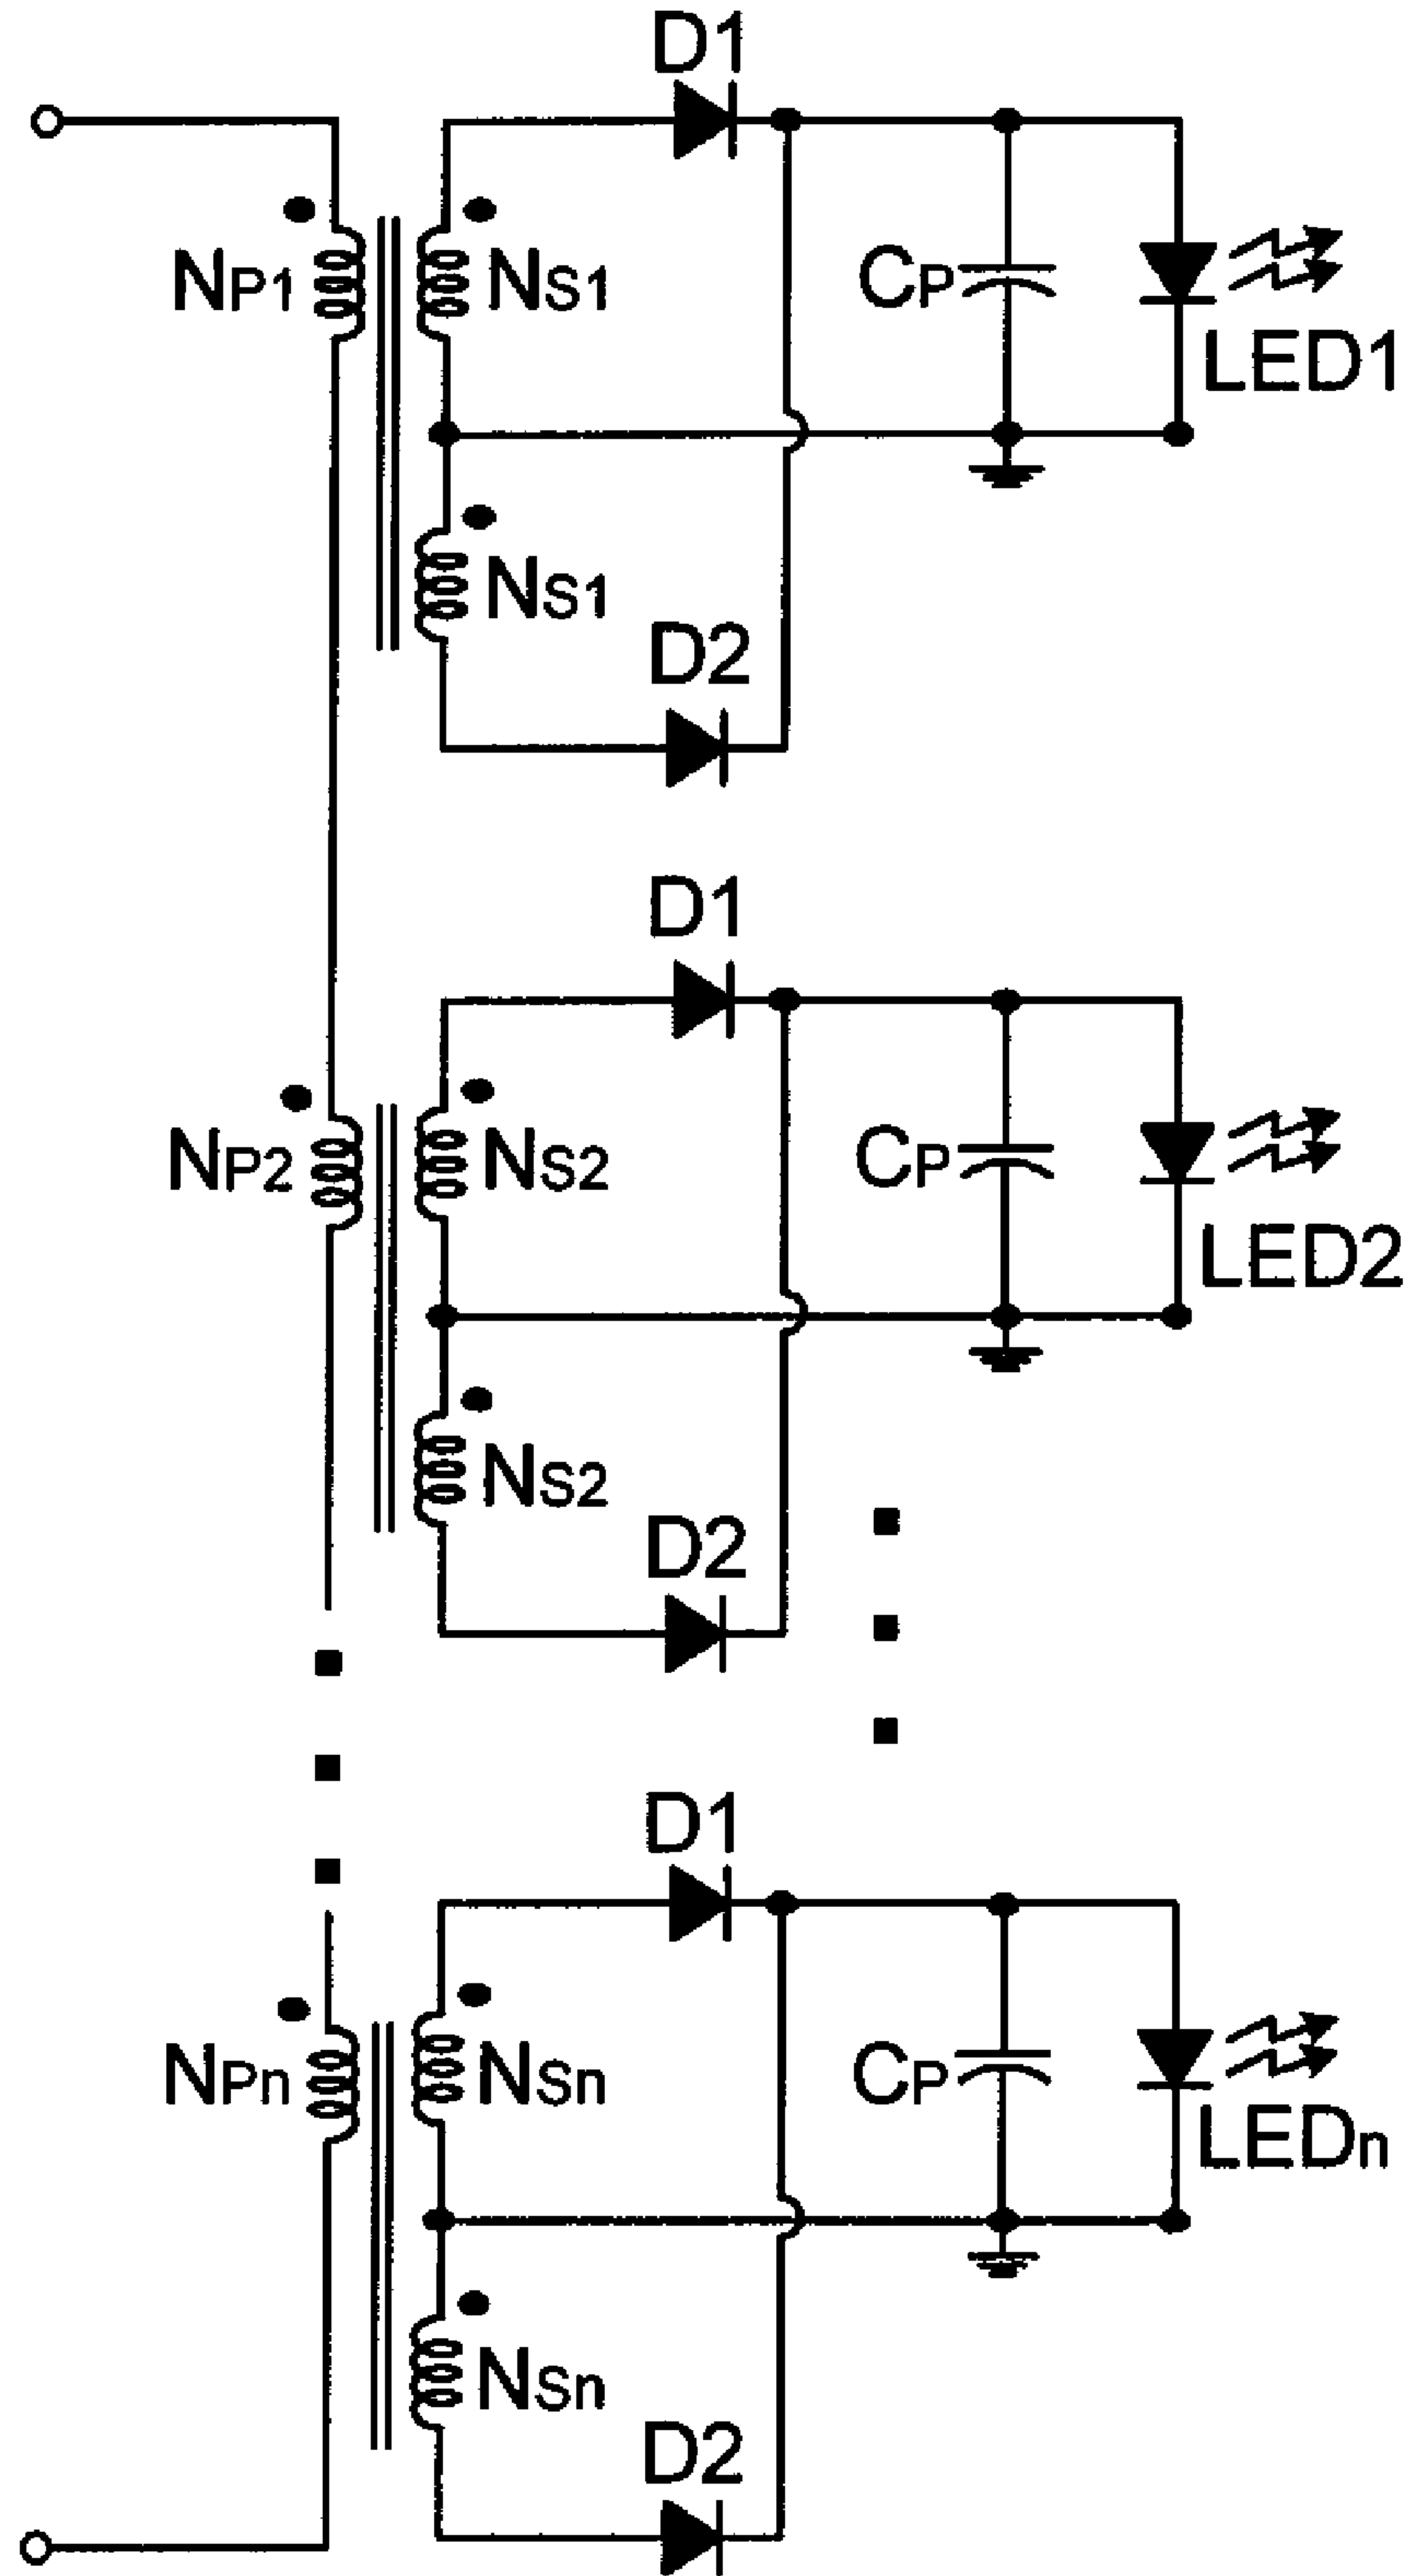 D1
NP1 NS1 CP
LED1
NS1
D2
D1
NP2 NS2 CP
LED2
NS2
D2
D1
NPn NSn CP
LEDn
NSn
D2